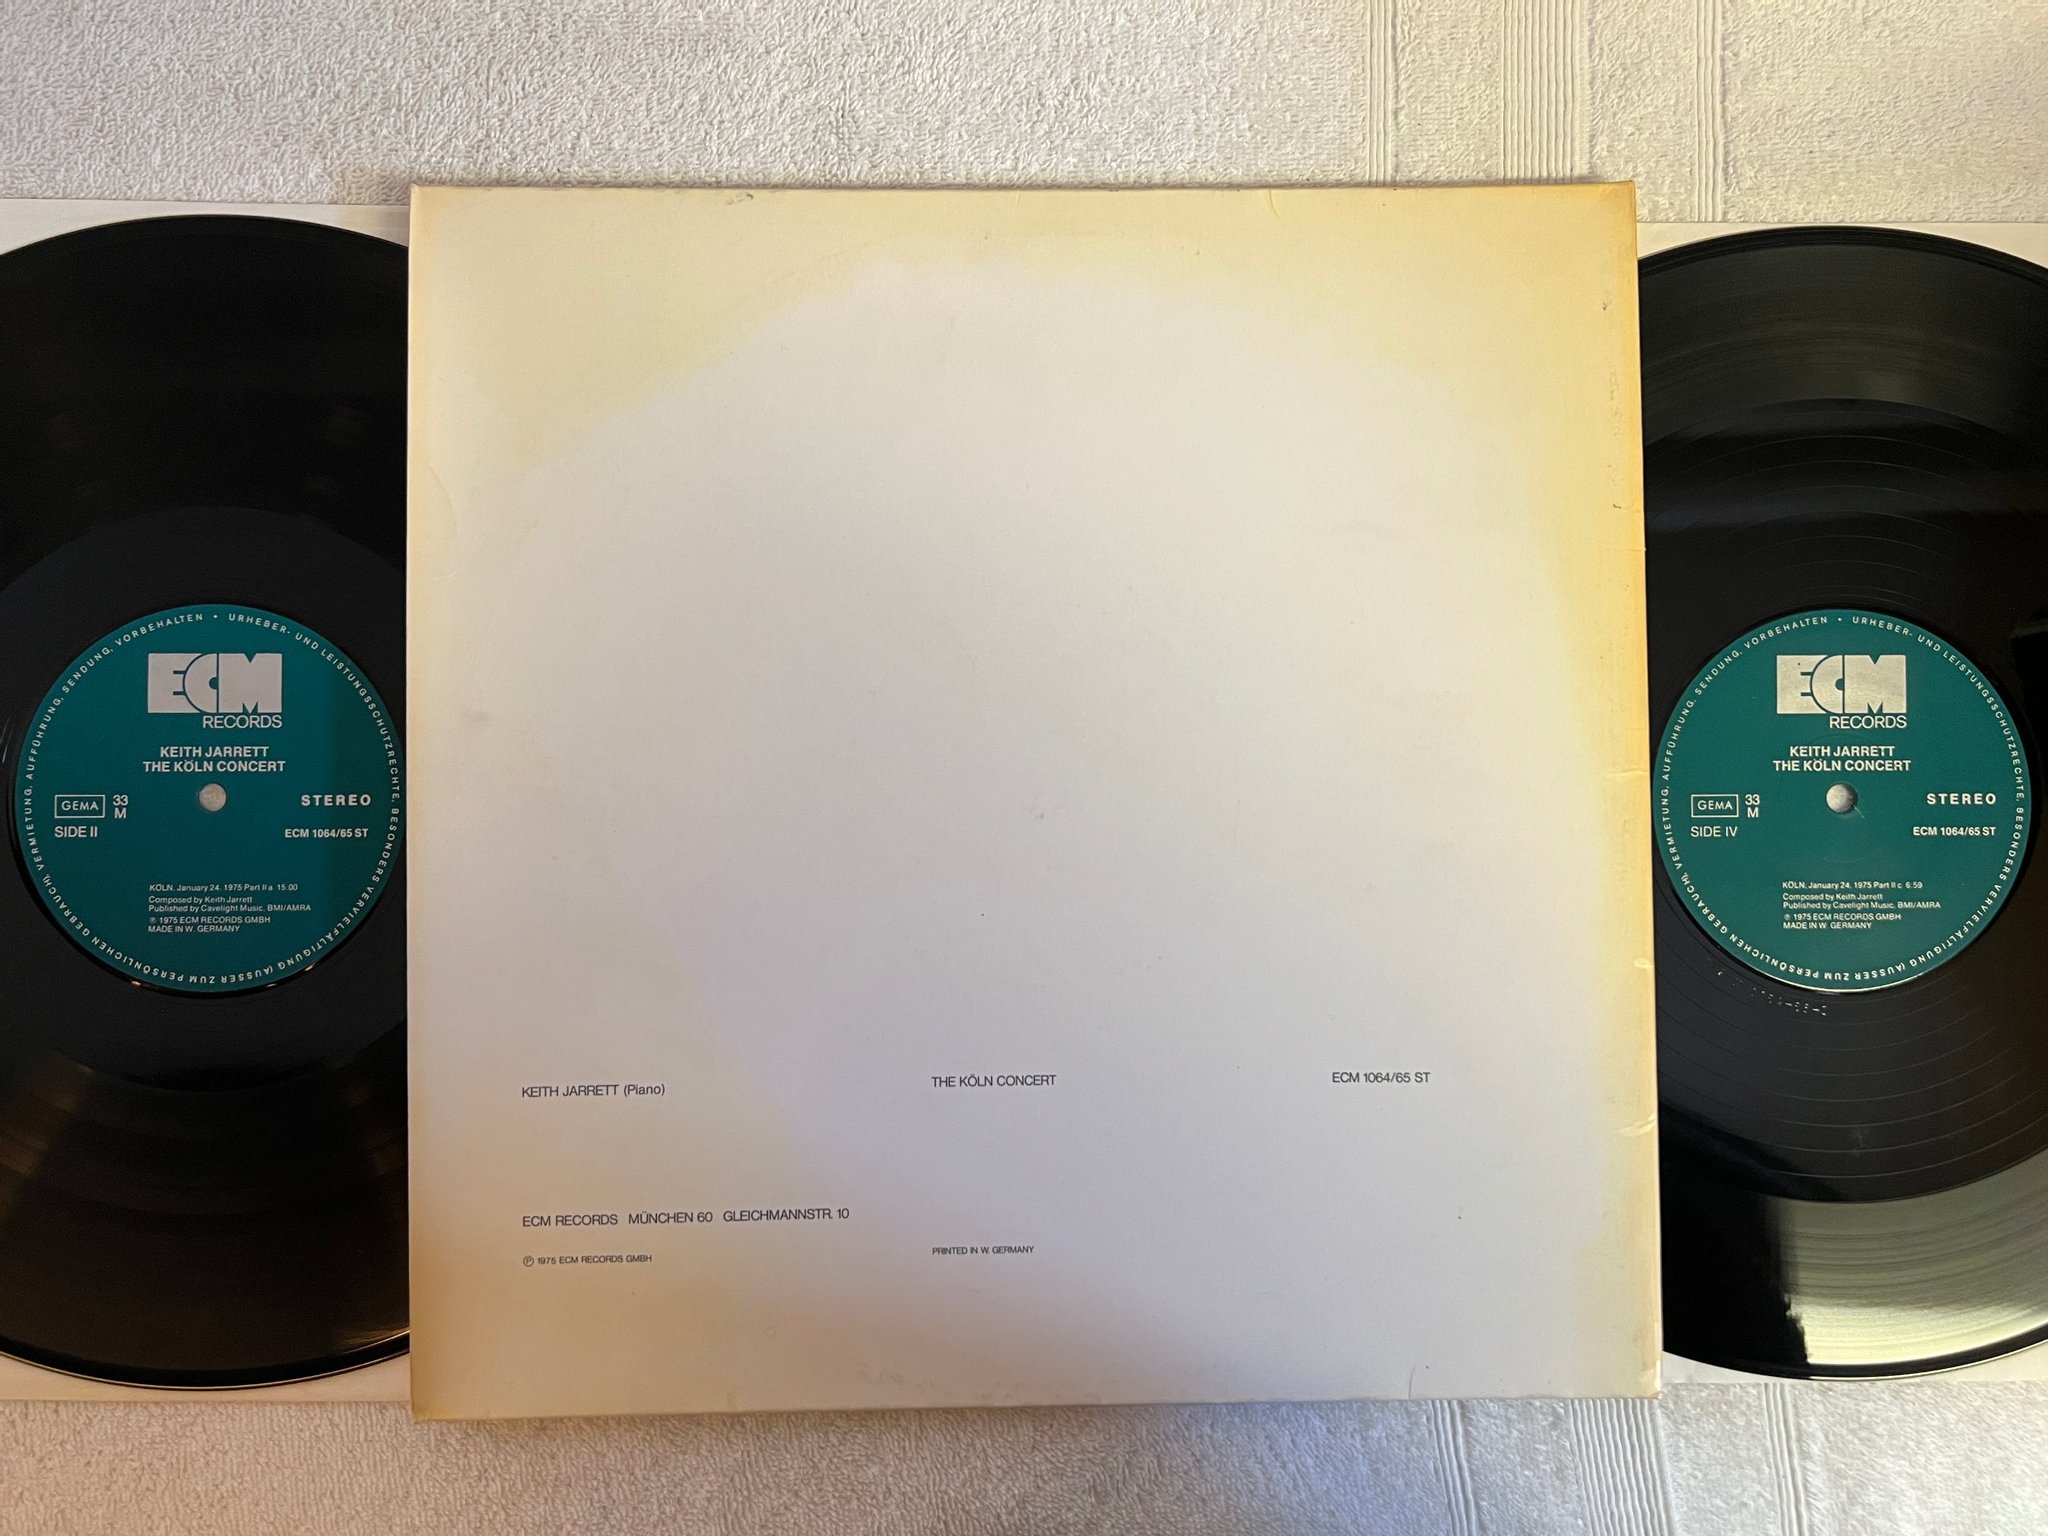 VERVIELFÄLTIGUNG (AUSSER ZUM PERSÖNLICHEN GEBRAUCH), VERMIETUNG, AUFFÜHRUNG, SENDUNG, VORBEHALTEN • URHEBER- UND LEISTUNGSSCHUTZRECHTE, BESONDERS
ECM
RECORDS
KEITH JARRETT
THE KÖLN CONCERT
GEMA
33
M
STEREO
SIDE II
ECM 1064/65 ST
KÖLN, January 24, 1975 Part II a 15:00
Composed by Keith Jarrett
Published by Cavelight Music, BMI/AMRA
℗ 1975 ECM RECORDS GMBH
MADE IN W. GERMANY
KEITH JARRETT (Piano)
THE KÖLN CONCERT
ECM 1064/65 ST
ECM RECORDS MÜNCHEN 60 GLEICHMANNSTR. 10
℗ 1975 ECM RECORDS GMBH
PRINTED IN W. GERMANY
VERVIELFÄLTIGUNG (AUSSER ZUM PERSÖNLICHEN GEBRAUCH), VERMIETUNG, AUFFÜHRUNG, SENDUNG, VORBEHALTEN • URHEBER- UND LEISTUNGSSCHUTZRECHTE, BESONDERS
ECM
RECORDS
KEITH JARRETT
THE KÖLN CONCERT
GEMA
33
M
STEREO
SIDE IV
ECM 1064/65 ST
KÖLN, January 24, 1975 Part II c 6:59
Composed by Keith Jarrett
Published by Cavelight Music, BMI/AMRA
℗ 1975 ECM RECORDS GMBH
MADE IN W. GERMANY